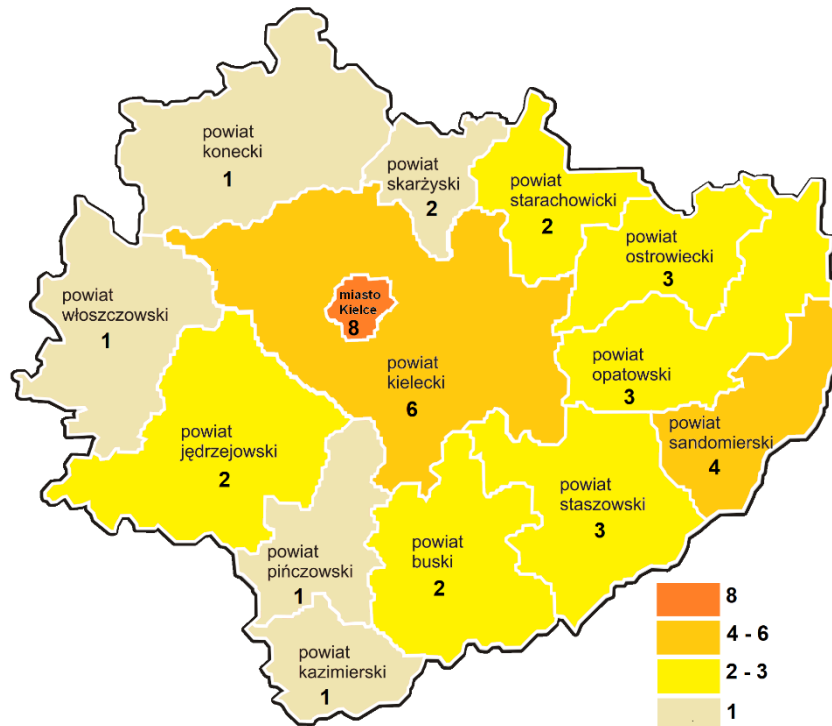 powiat
konecki
1
powiat
skarżyski
2
powiat
starachowicki
2
powiat
ostrowiecki
3
powiat
włoszczowski
1
miasto
Kielce
8
powiat
kielecki
6
powiat
opatowski
3
powiat
sandomierski
4
powiat
jędrzejowski
2
powiat
staszowski
3
powiat
pińczowski
1
powiat
buski
2
powiat
kazimierski
1
8
4 - 6
2 - 3
1